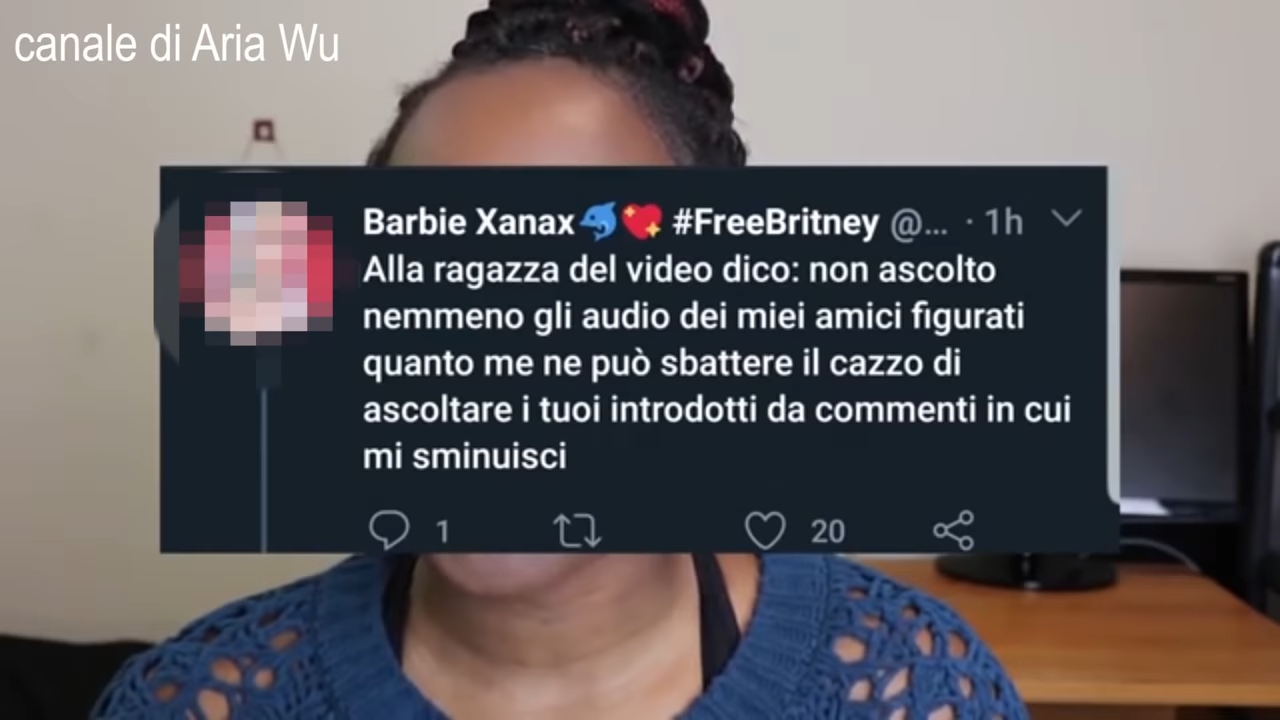 canale di Aria Wu
Barbie Xanax🐬💖 #FreeBritney @... · 1h
Alla ragazza del video dico: non ascolto
nemmeno gli audio dei miei amici figurati
quanto me ne può sbattere il cazzo di
ascoltare i tuoi introdotti da commenti in cui
mi sminuisci
1
20